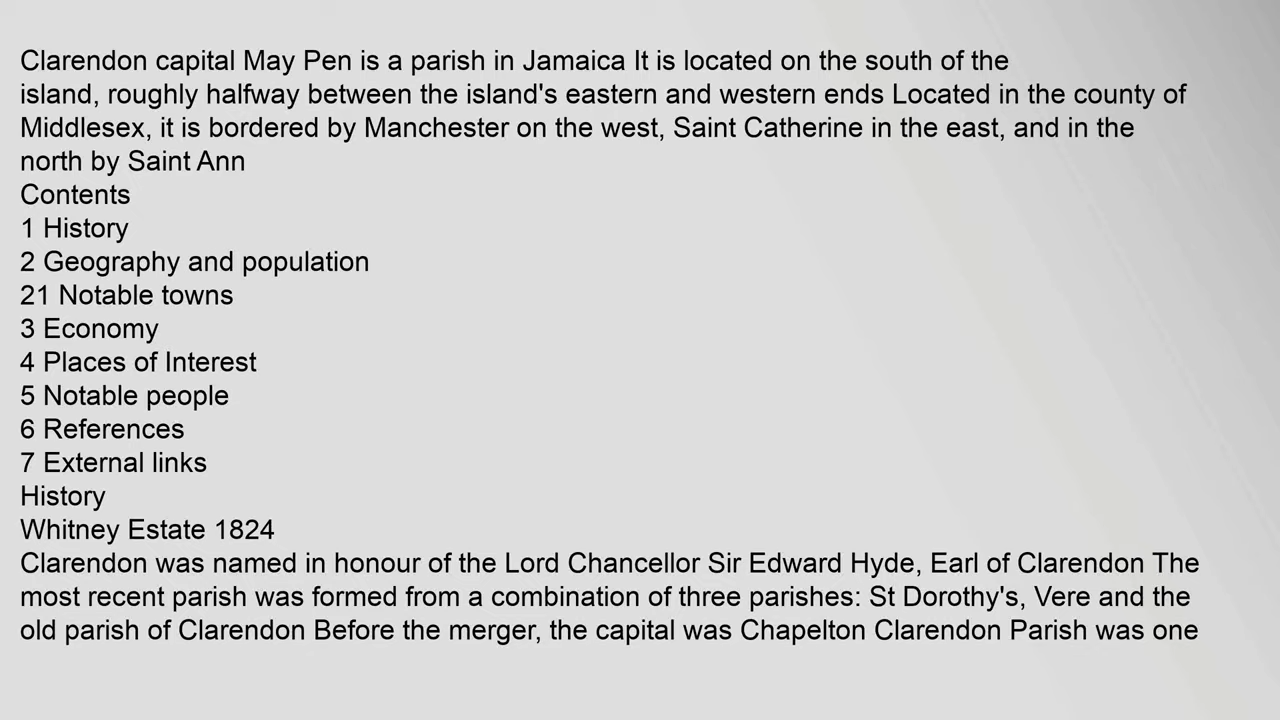 Clarendon capital May Pen is a parish in Jamaica It is located on the south of the
island, roughly halfway between the island's eastern and western ends Located in the county of
Middlesex, it is bordered by Manchester on the west, Saint Catherine in the east, and in the
north by Saint Ann
Contents
1 History
2 Geography and population
21 Notable towns
3 Economy
4 Places of Interest
5 Notable people
6 References
7 External links
History
Whitney Estate 1824
Clarendon was named in honour of the Lord Chancellor Sir Edward Hyde, Earl of Clarendon The
most recent parish was formed from a combination of three parishes: St Dorothy's, Vere and the
old parish of Clarendon Before the merger, the capital was Chapelton Clarendon Parish was one